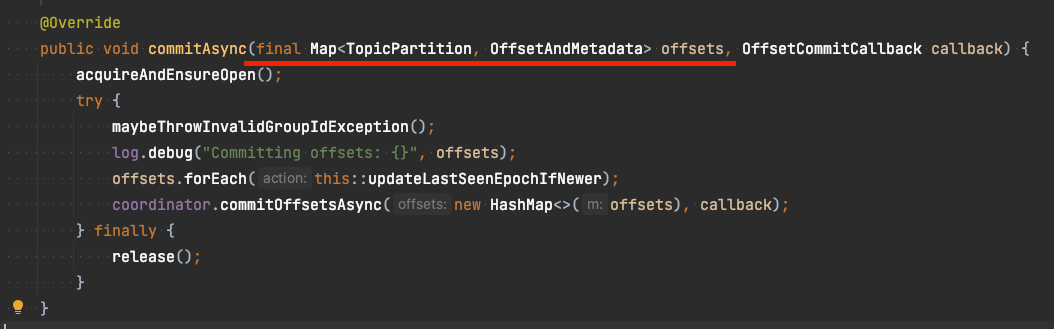 @Override
public void commitAsync(final Map<TopicPartition, OffsetAndMetadata> offsets, OffsetCommitCallback callback) {
acquireAndEnsureOpen();
try {
maybeThrowInvalidGroupIdException();
log.debug("Committing offsets: {}", offsets);
offsets.forEach( action: this::updateLastSeenEpochIfNewer);
coordinator.commitOffsetsAsync( offsets: new HashMap<>( m: offsets), callback);
} finally {
release();
}
}